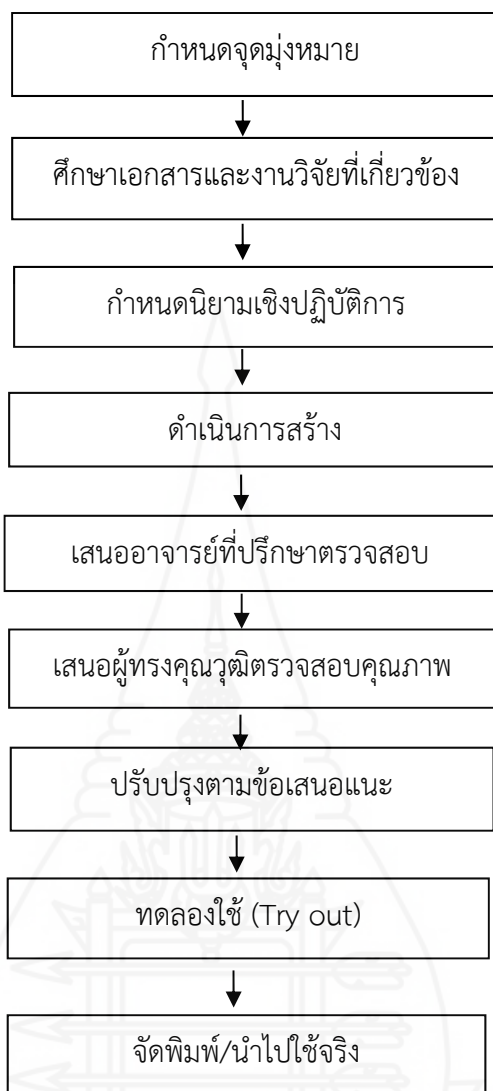 กำหนดจุดมุ่งหมาย
ศึกษาเอกสารและงานวิจัยที่เกี่ยวข้อง
กำหนดนิยามเชิงปฏิบัติการ
ดำเนินการสร้าง
เสนออาจารย์ที่ปรึกษาตรวจสอบ
เสนอผู้ทรงคุณวุฒิตรวจสอบคุณภาพ
ปรับปรุงตามข้อเสนอแนะ
ทดลองใช้ (Try out)
จัดพิมพ์/นำไปใช้จริง